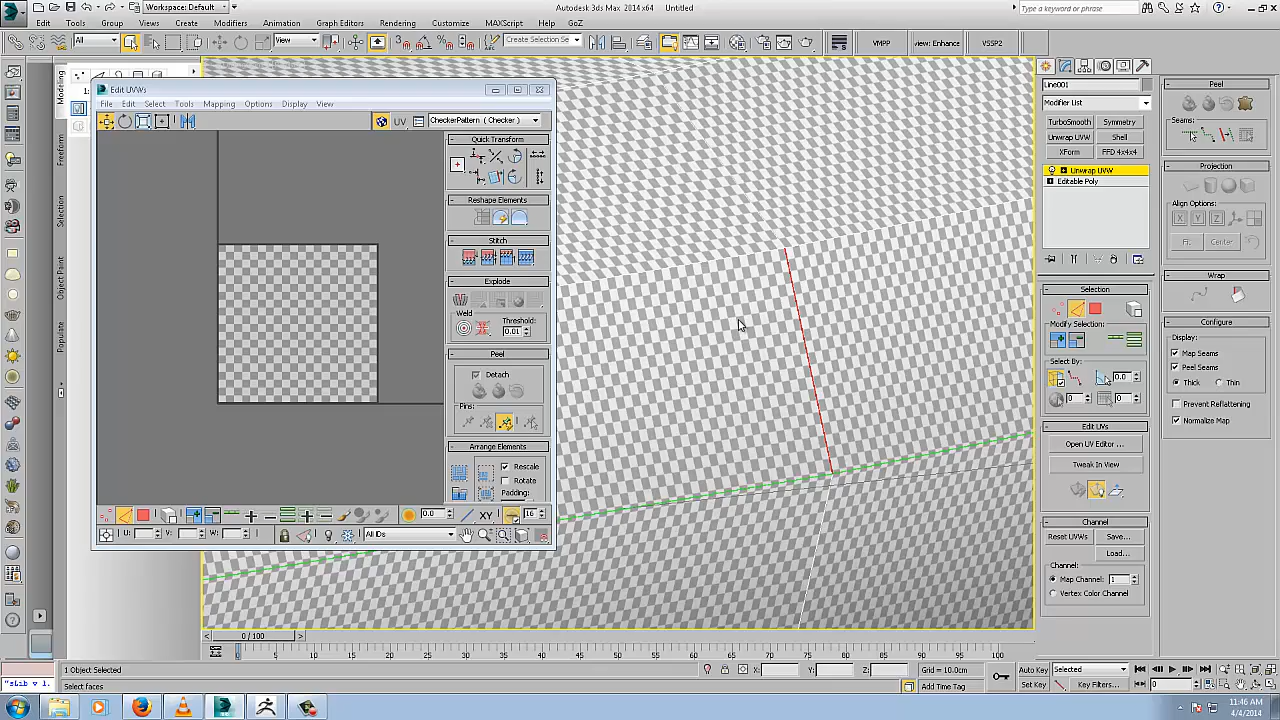 Workspace: Default
Autodesk 3ds Max 2014 x64    Untitled
Type a keyword or phrase
Edit Tools Group Views Create Modifiers Animation Graph Editors Rendering Customize MAXScript Help GoZ
All
View
Create Selection Se
VMPP
view: Enhance
VSSP2
Modeling
Freeform
Selection
Object Paint
Populate
Edit UVWs
File Edit Select Tools Mapping Options Display View
UV
CheckerPattern ( Checker )
Quick Transform
Reshape Elements
Stitch
Explode
Weld
Threshold:
0.01
Peel
Detach
Pins:
Arrange Elements
Rescale
Rotate
Padding:
0.0
XY
16
U:
V:
W:
All IDs
Line001
Modifier List
TurboSmooth
Symmetry
Unwrap UVW
Shell
XForm
FFD 4x4x4
Unwrap UVW
Editable Poly
Selection
Modify Selection:
Select By:
0.0
0
0
Edit UVs
Open UV Editor ...
Tweak In View
Channel
Reset UVWs
Save...
Load...
Channel:
Map Channel: 1
Vertex Color Channel
Peel
Seams:
Projection
Align Options:
X Y Z
Fit
Center
Wrap
Configure
Display:
Map Seams
Peel Seams
Thick
Thin
Prevent Reflattening
Normalize Map
0 / 100
5 10 15 20 25 30 35 40 45 50 55 60 65 70 75 80 85 90 95 100
1 Object Selected
X:
Y:
Z:
Grid = 10.0cm
Auto Key
Selected
Select faces
Add Time Tag
Set Key
Key Filters...
0
11:46 AM
4/4/2014